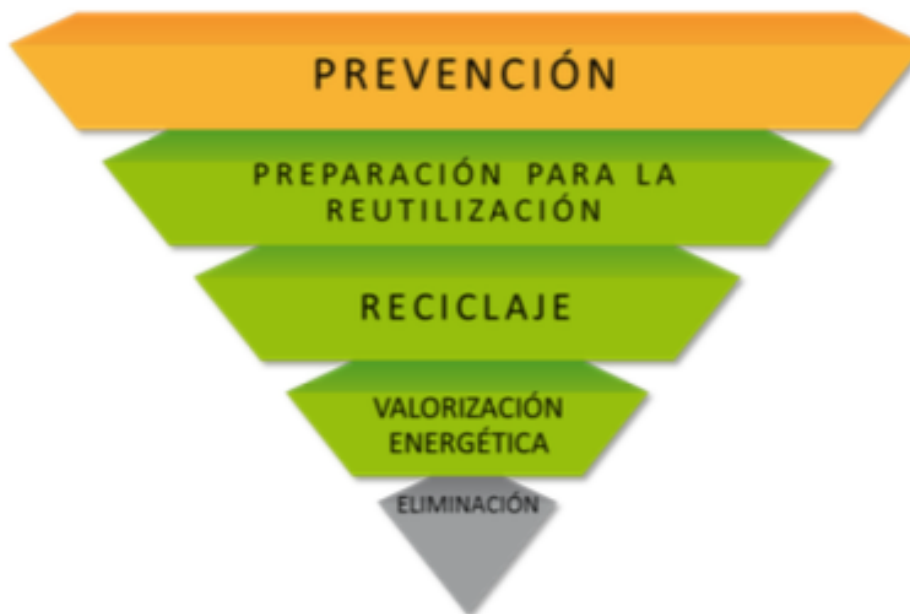 PREVENCIÓN
PREPARACIÓN PARA LA
REUTILIZACIÓN
RECICLAJE
VALORIZACIÓN
ENERGÉTICA
ELIMINACIÓN